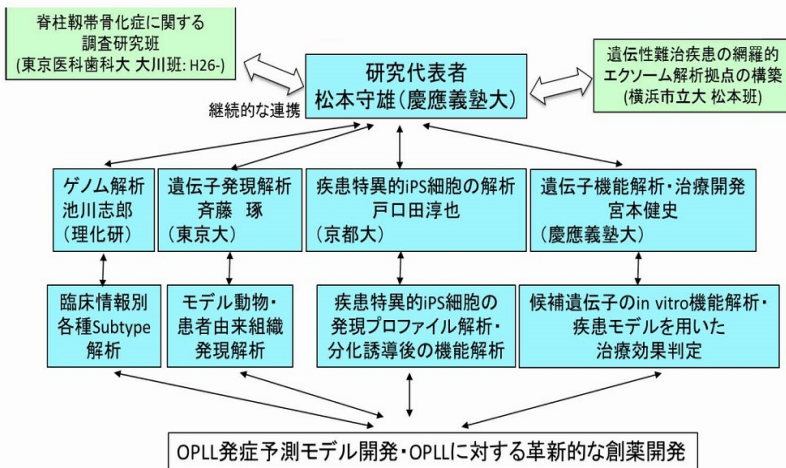 脊柱靱帯骨化症に関する
調査研究班
(東京医科歯科大 大川班: H26-)
研究代表者
松本守雄(慶應義塾大)
遺伝性難治疾患の網羅的
エクソーム解析拠点の構築
(横浜市立大 松本班)
継続的な連携
ゲノム解析
池川志郎
(理化研)
遺伝子発現解析
斉藤 琢
(東京大)
疾患特異的iPS細胞の解析
戸口田淳也
(京都大)
遺伝子機能解析・治療開発
宮本健史
(慶應義塾大)
臨床情報別
各種Subtype
解析
モデル動物・
患者由来組織
発現解析
疾患特異的iPS細胞の
発現プロファイル解析・
分化誘導後の機能解析
候補遺伝子のin vitro機能解析・
疾患モデルを用いた
治療効果判定
OPLL発症予測モデル開発・OPLLに対する革新的な創薬開発